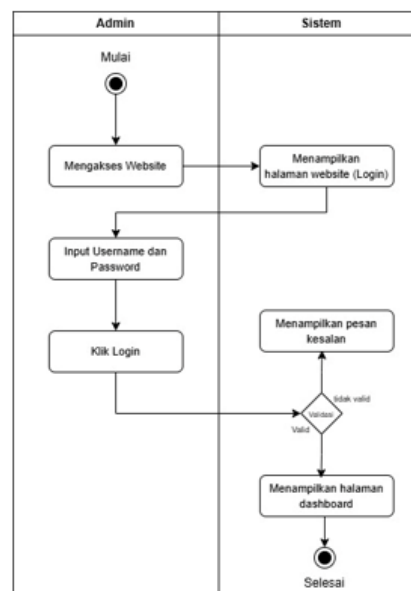 Admin
Sistem
Mulai
Mengakses Website
Menampilkan
halaman website (Login)
Input Username dan
Password
Klik Login
Menampilkan pesan
kesalan
tidak valid
Validasi
Valid
Menampilkan halaman
dashboard
Selesai